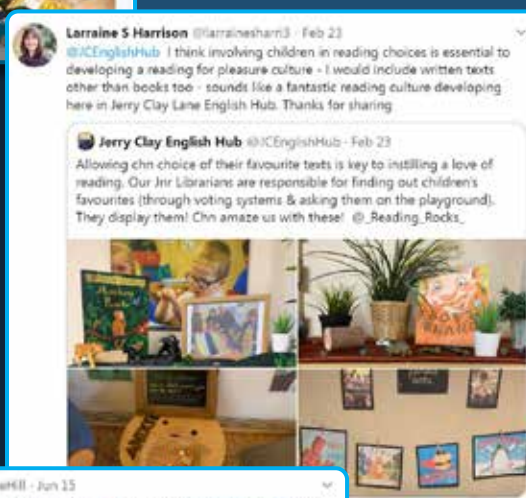 Larraine S Harrison @larrainesharri3 · Feb 23
@JCEnglishHub I think involving children in reading choices is essential to
developing a reading for pleasure culture - I would include written texts
other than books too - sounds like a fantastic reading culture developing
here in Jerry Clay Lane English Hub. Thanks for sharing
Jerry Clay English Hub @JCEnglishHub · Feb 23
Allowing chn choice of their favourite texts is key to instilling a love of
reading. Our Jnr Librarians are responsible for finding out children's
favourites (through voting systems & asking them on the playground).
They display them! Chn amaze us with these! @_Reading_Rocks_
Hill · Jun 15